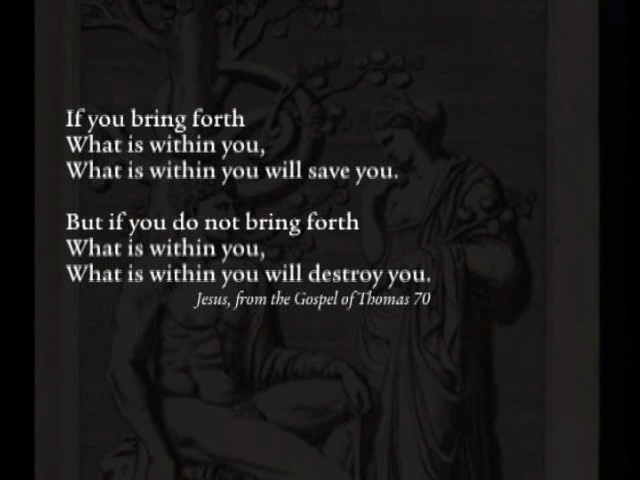 If you bring forth
What is within you,
What is within you will save you.
But if you do not bring forth
What is within you,
What is within you will destroy you.
Jesus, from the Gospel of Thomas 70